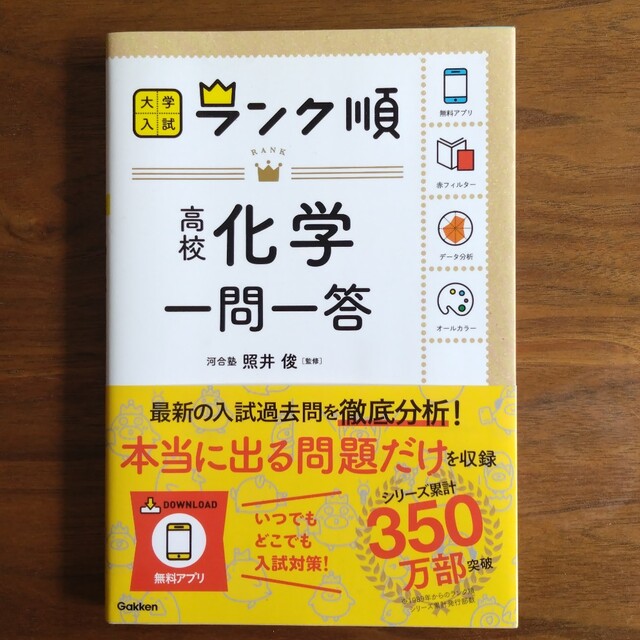 大学
入試
ランク順
RANK
高校
化学
一問一答
河合塾 照井 俊 [監修]
無料アプリ
赤フィルター
データ分析
オールカラー
最新の入試過去問を徹底分析!
本当に出る問題だけを収録
DOWNLOAD
無料アプリ
いつでも
どこでも
入試対策!
シリーズ累計
350
万部突破
Gakken